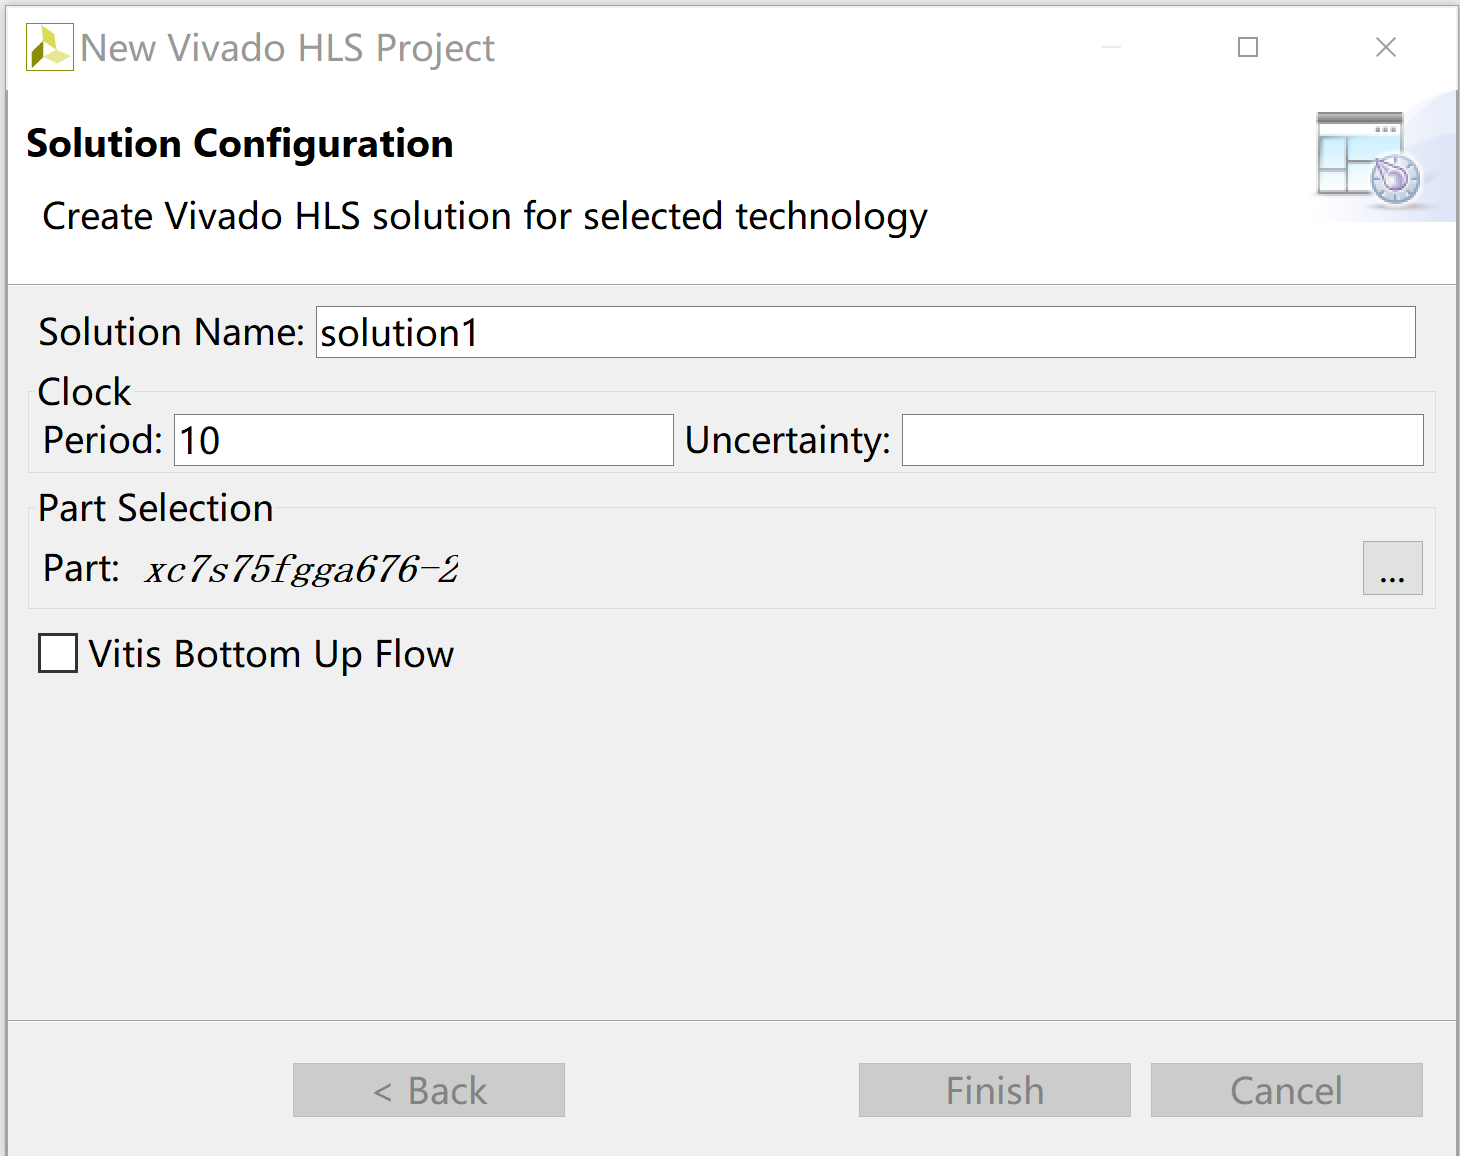 New Vivado HLS Project
Solution Configuration
Create Vivado HLS solution for selected technology
Solution Name: solution1
Clock
Period: 10 Uncertainty:
Part Selection
Part: xc7s75fgga676-2 ...
Vitis Bottom Up Flow
< Back Finish Cancel